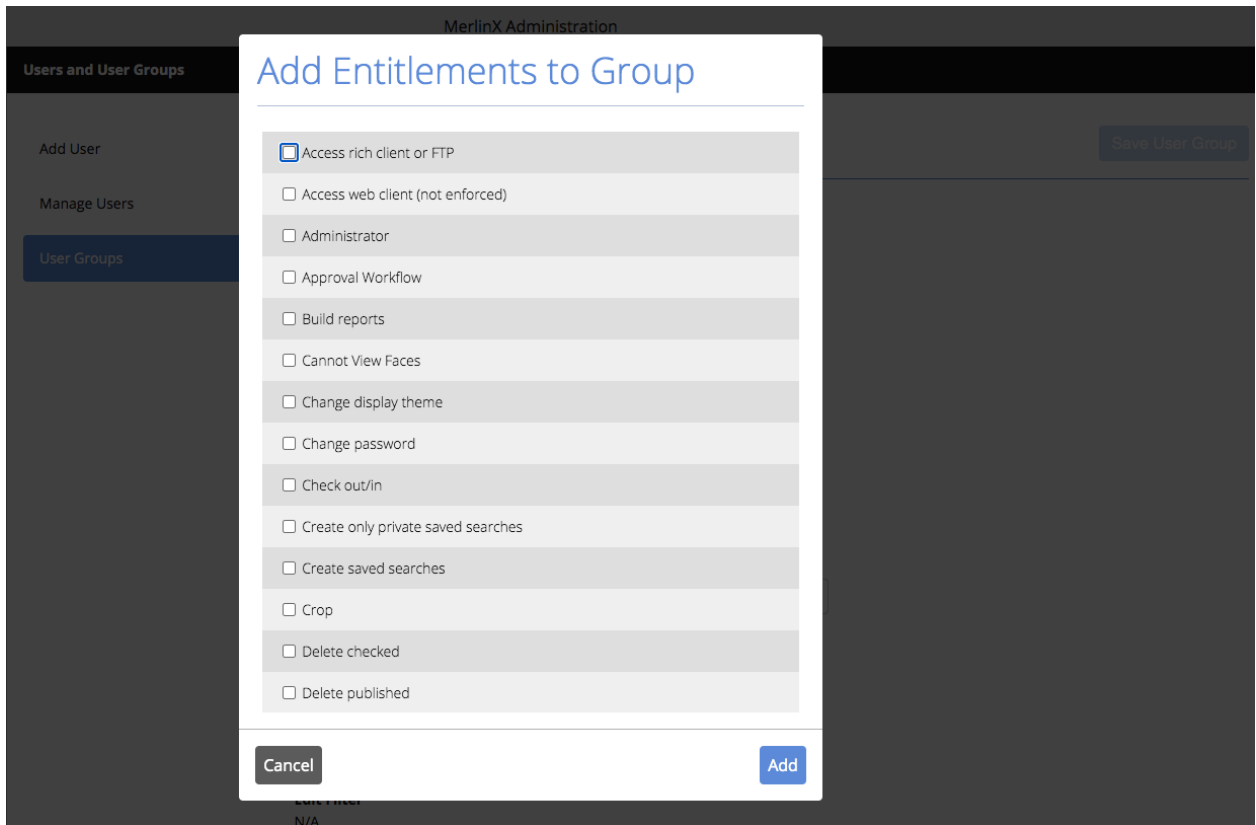 MerlinX Administration
Users and User Groups
Add Entitlements to Group
Add User
Manage Users
User Groups
Save User Group
Access rich client or FTP
Access web client (not enforced)
Administrator
Approval Workflow
Build reports
Cannot View Faces
Change display theme
Change password
Check out/in
Create only private saved searches
Create saved searches
Crop
Delete checked
Delete published
Cancel
Add
Edit Filter
N/A